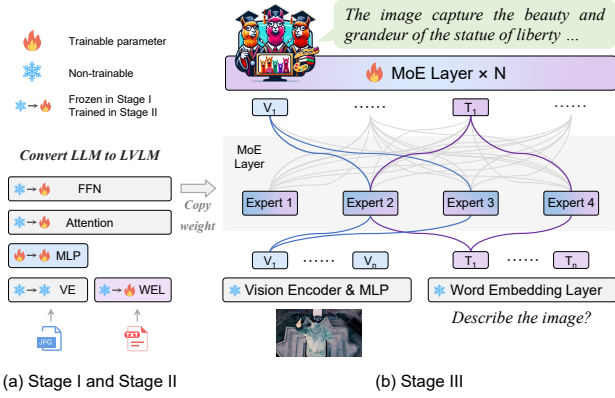 Trainable parameter
Non-trainable
Frozen in Stage I
Trained in Stage II
Convert LLM to LVLM
FFN
Attention
MLP
VE
WEL
JPG
TXT
(a) Stage I and Stage II
Copy
weight
The image capture the beauty and
grandeur of the statue of liberty ...
MoE Layer × N
V1 ...... T1 ......
MoE
Layer
Expert 1 Expert 2 Expert 3 Expert 4
V1 ...... Vn T1 ...... Tn
Vision Encoder & MLP Word Embedding Layer
Describe the image?
(b) Stage III